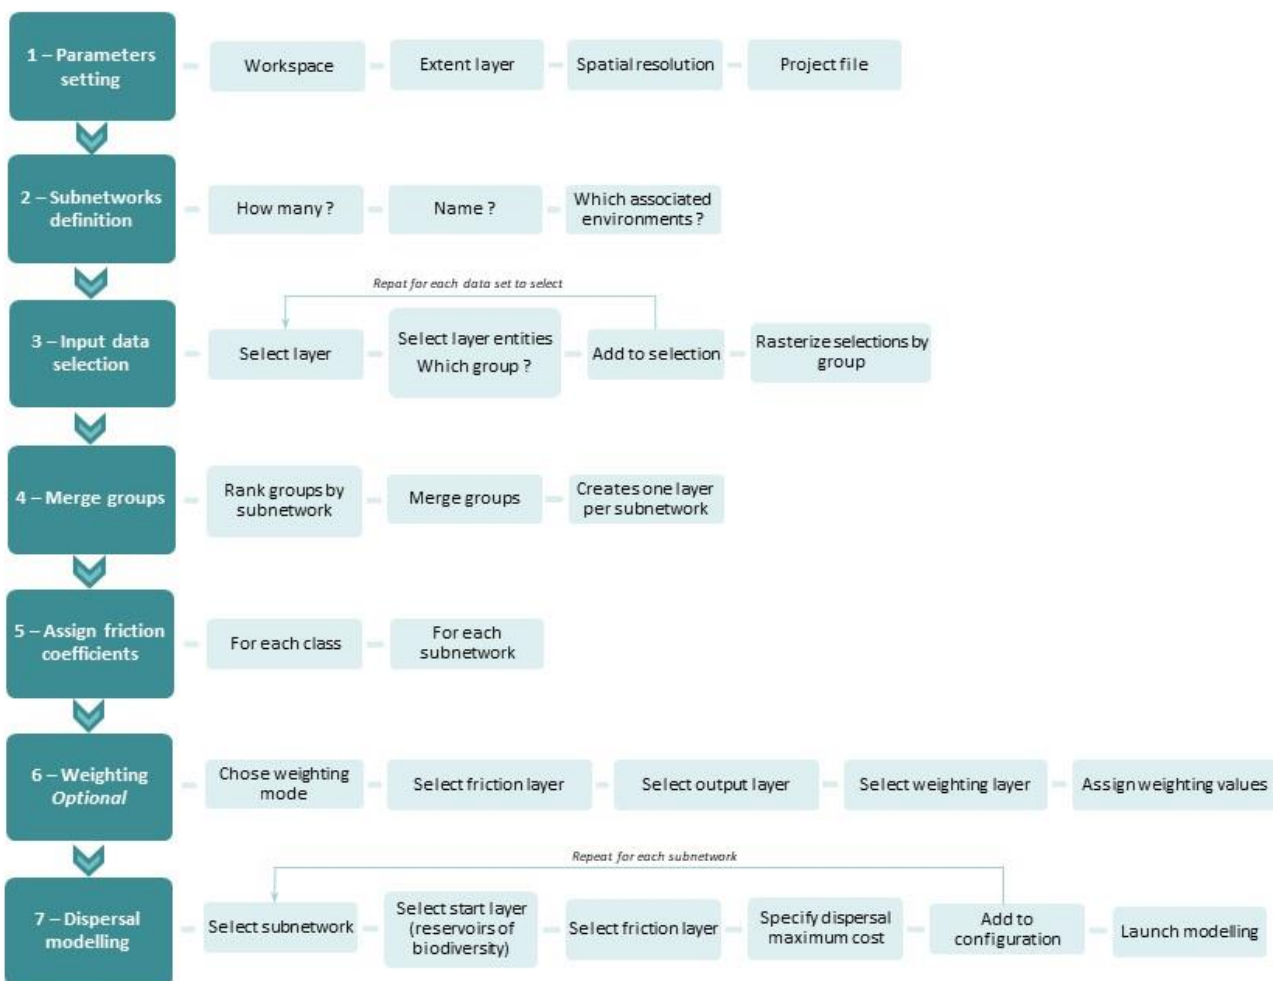 1 – Parameters
setting
Workspace
Extent layer
Spatial resolution
Project file
2 – Subnetworks
definition
How many ?
Name ?
Which associated
environments ?
Repat for each data set to select
3 – Input data
selection
Select layer
Select layer entities
Which group ?
Add to selection
Rasterize selections by
group
4 – Merge groups
Rank groups by
subnetwork
Merge groups
Creates one layer
per subnetwork
5 – Assign friction
coefficients
For each class
For each
subnetwork
6 – Weighting
Optional
Chose weighting
mode
Select friction layer
Select output layer
Select weighting layer
Assign weighting values
Repeat for each subnetwork
7 – Dispersal
modelling
Select subnetwork
Select start layer
(reservoirs of
biodiversity)
Select friction layer
Specify dispersal
maximum cost
Add to
configuration
Launch modelling